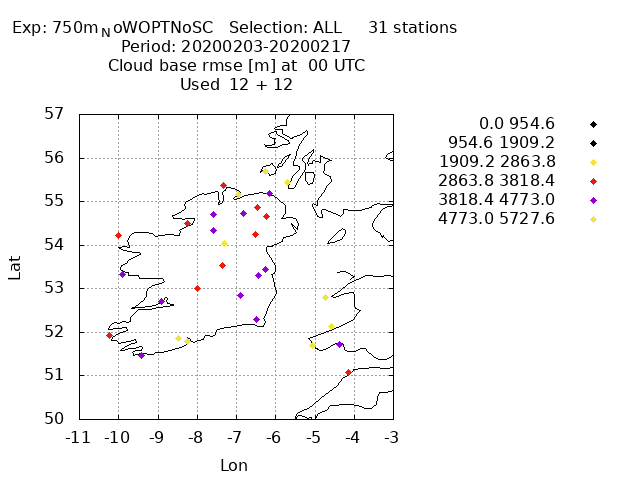 Exp: 750m_NoWOPTNoSC Selection: ALL 31 stations
Period: 20200203-20200217
Cloud base rmse [m] at 00 UTC
Used 12 + 12
0.0 954.6
954.6 1909.2
1909.2 2863.8
2863.8 3818.4
3818.4 4773.0
4773.0 5727.6
57
56
55
54
53
52
51
50
Lat
-11 -10 -9 -8 -7 -6 -5 -4 -3
Lon